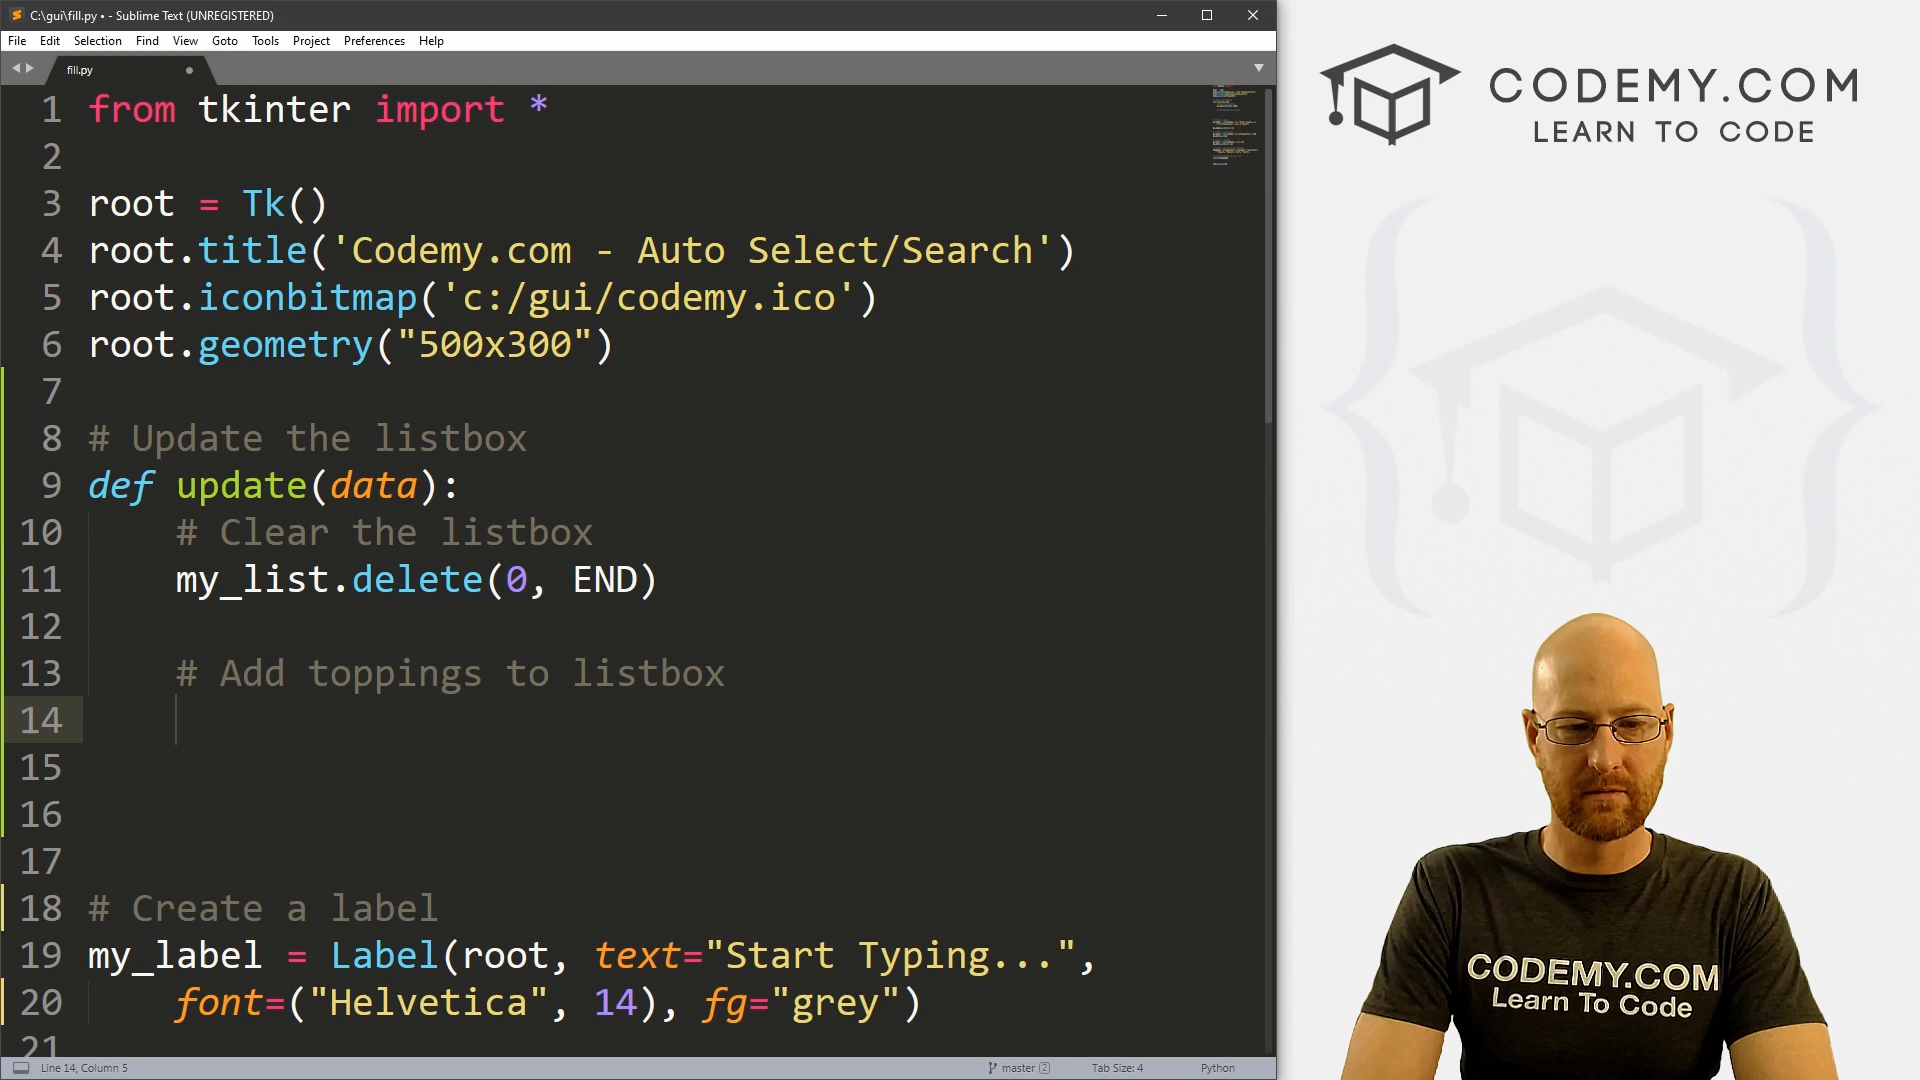 C:\gui\fill.py • - Sublime Text (UNREGISTERED)
File Edit Selection Find View Goto Tools Project Preferences Help
fill.py
1 from tkinter import *
2
3 root = Tk()
4 root.title('Codemy.com - Auto Select/Search')
5 root.iconbitmap('c:/gui/codemy.ico')
6 root.geometry("500x300")
7
8 # Update the listbox
9 def update(data):
10 # Clear the listbox
11 my_list.delete(0, END)
12
13 # Add toppings to listbox
14
15
16
17
18 # Create a label
19 my_label = Label(root, text="Start Typing...",
20 font=("Helvetica", 14), fg="grey")
21
Line 14, Column 5 master 2 Tab Size: 4 Python
CODEMY.COM
LEARN TO CODE
CODEMY.COM
Learn To Code